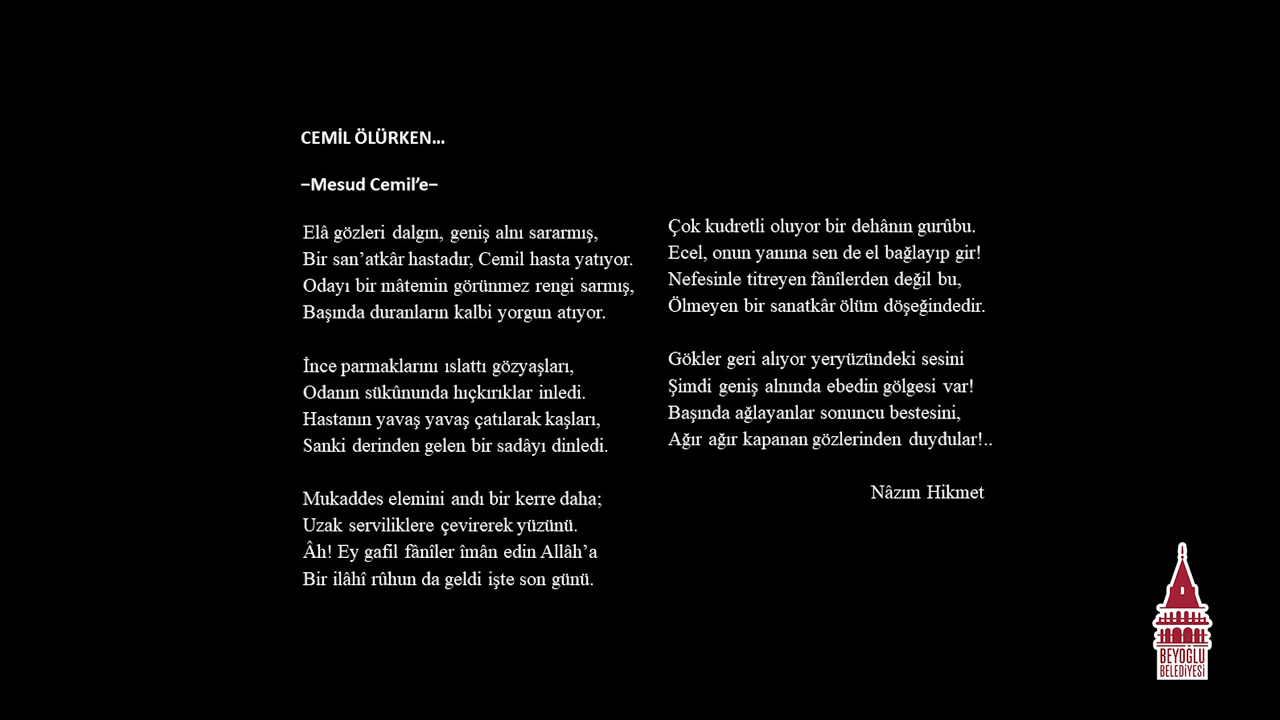 CEMİL ÖLÜRKEN...
–Mesud Cemil’e–
Elâ gözleri dalgın, geniş alnı sararmış,
Bir san’atkâr hastadır, Cemil hasta yatıyor.
Odayı bir mâtemin görünmez rengi sarmış,
Başında duranların kalbi yorgun atıyor.
İnce parmaklarını ıslattı gözyaşları,
Odanın sükûnunda hıçkırıklar inledi.
Hastanın yavaş yavaş çatılarak kaşları,
Sanki derinden gelen bir sadâyı dinledi.
Mukaddes elemini andı bir kerre daha;
Uzak serviliklere çevirerek yüzünü.
Âh! Ey gafil fânîler îmân edin Allâh’a
Bir ilâhî rûhun da geldi işte son günü.
Çok kudretli oluyor bir dehânın gurûbu.
Ecel, onun yanına sen de el bağlayıp gir!
Nefesinle titreyen fânîlerden değil bu,
Ölmeyen bir sanatkâr ölüm döşeğindedir.
Gökler geri alıyor yeryüzündeki sesini
Şimdi geniş alnında ebedin gölgesi var!
Başında ağlayanlar sonuncu bestesini,
Ağır ağır kapanan gözlerinden duydular!..
Nâzım Hikmet
BEYOĞLU
BELEDİYESİ